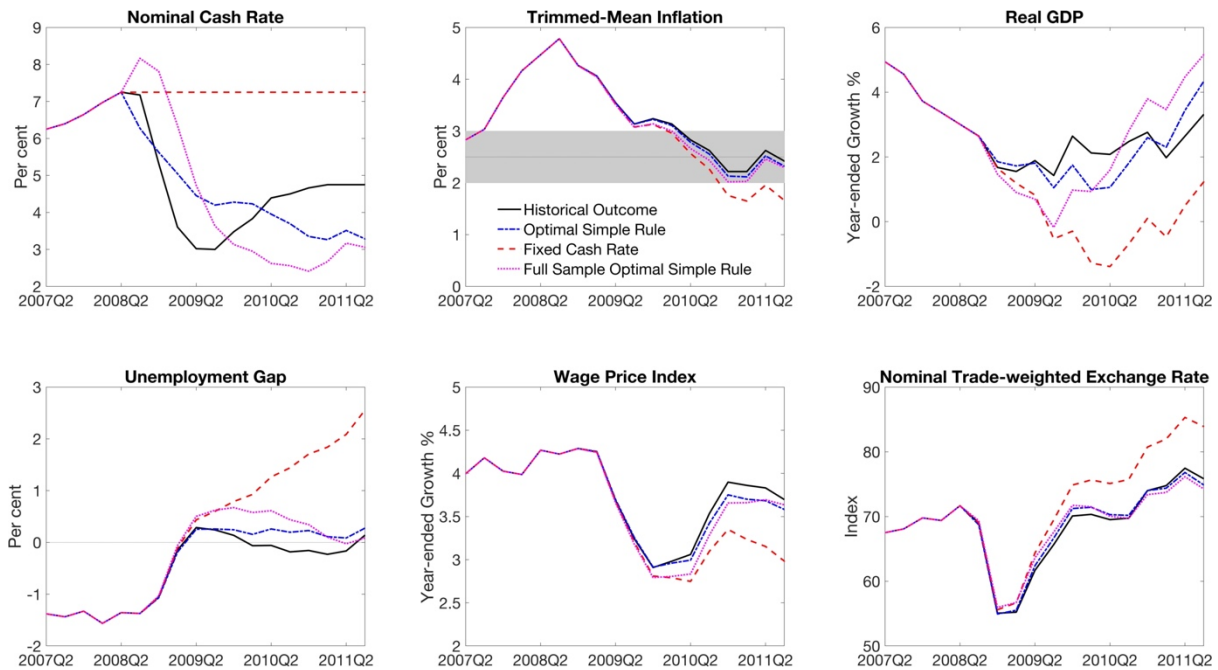 Nominal Cash Rate
Per cent
9
8
7
6
5
4
3
2
2007Q2 2008Q2 2009Q2 2010Q2 2011Q2
Trimmed-Mean Inflation
Per cent
5
4
3
2
1
0
Historical Outcome
Optimal Simple Rule
Fixed Cash Rate
Full Sample Optimal Simple Rule
2007Q2 2008Q2 2009Q2 2010Q2 2011Q2
Real GDP
Year-ended Growth %
6
4
2
0
-2
2007Q2 2008Q2 2009Q2 2010Q2 2011Q2
Unemployment Gap
Per cent
3
2
1
0
-1
-2
2007Q2 2008Q2 2009Q2 2010Q2 2011Q2
Wage Price Index
Year-ended Growth %
5
4.5
4
3.5
3
2.5
2
2007Q2 2008Q2 2009Q2 2010Q2 2011Q2
Nominal Trade-weighted Exchange Rate
Index
90
80
70
60
50
2007Q2 2008Q2 2009Q2 2010Q2 2011Q2